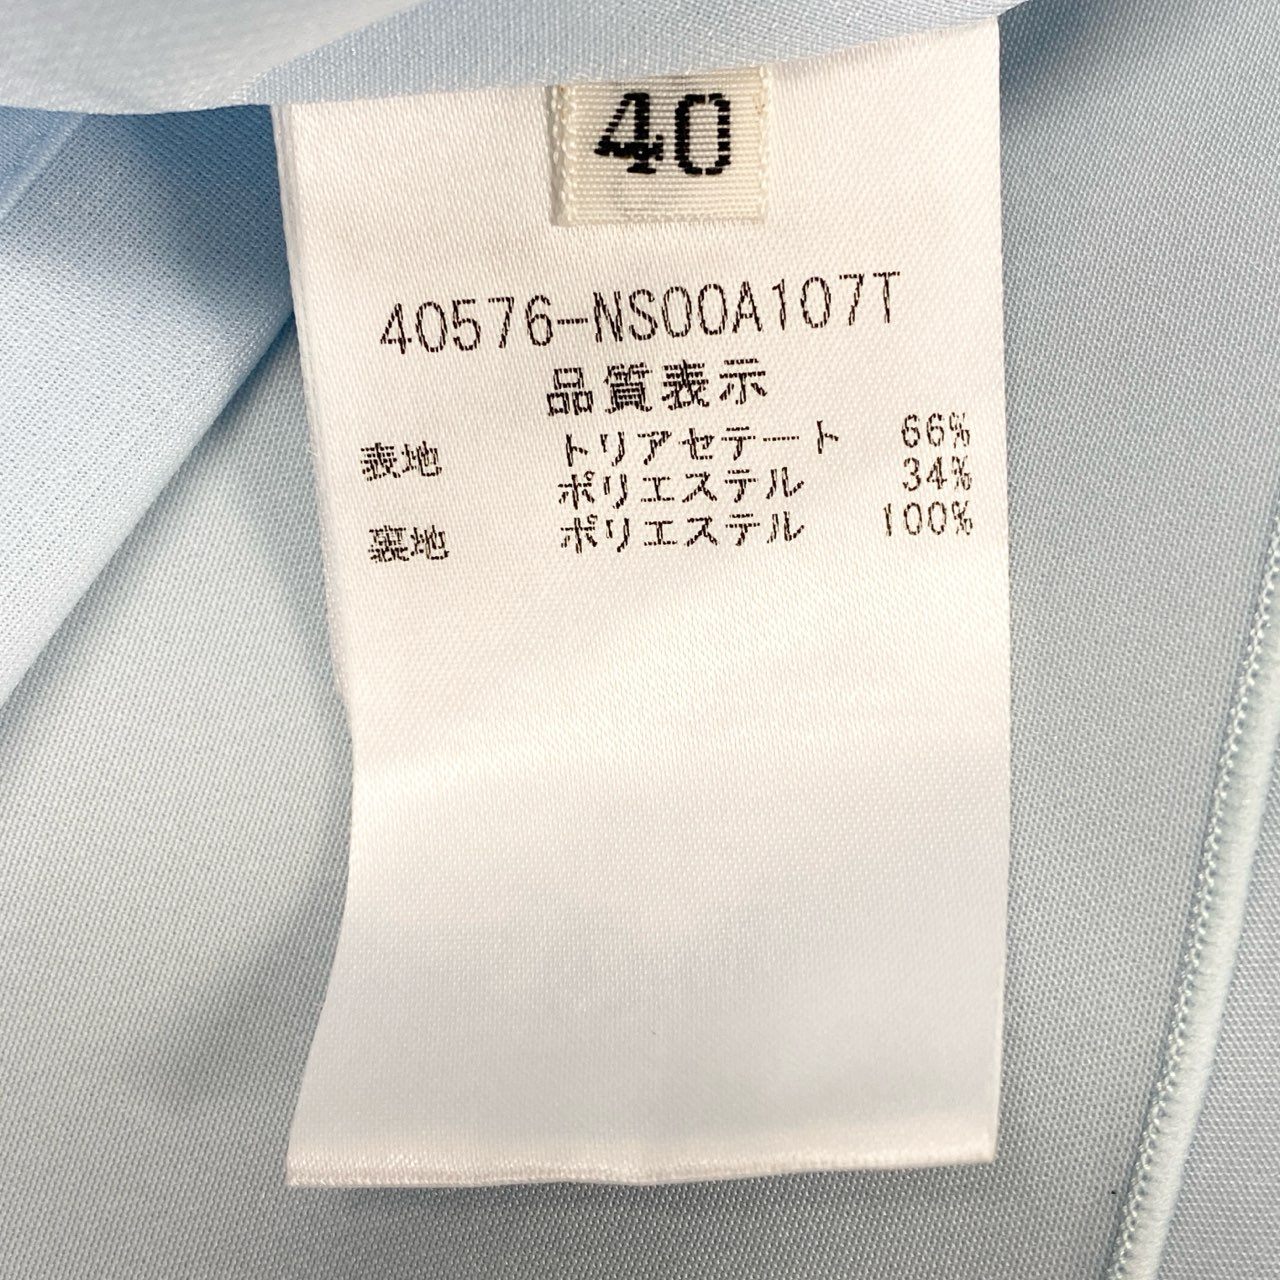 40
40576-NS00A107T
品質表示
表地 トリアセテート 66%
ポリエステル 34%
裏地 ポリエステル 100%